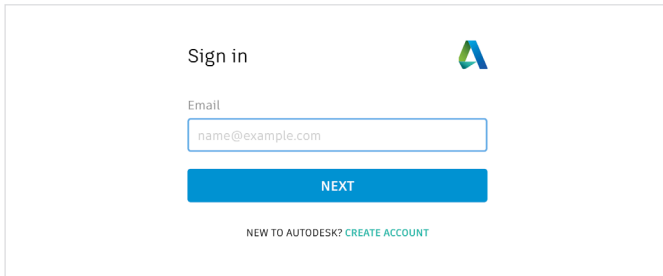 Sign in
Email
name@example.com
NEXT
NEW TO AUTODESK? CREATE ACCOUNT